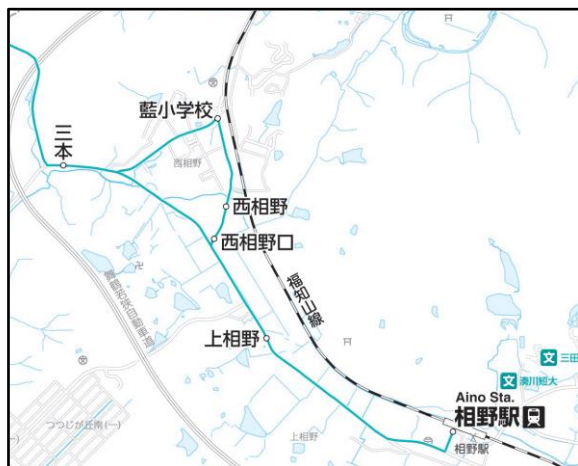 藍小学校
三本
西相野
西相野
西相野口
舞鶴若狭自動車道
福知山線
上相野
三田
湊川短大
Aino Sta.
相野駅
相野駅
上相野
つつじが丘南(一)